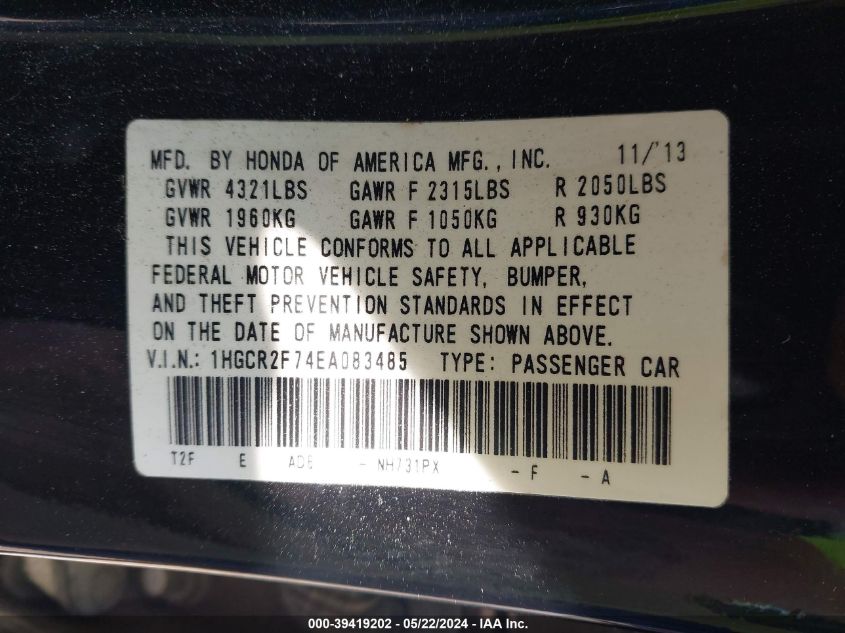 MFD. BY HONDA OF AMERICA MFG., INC. 11/'13
GVWR 4321LBS GAWR F 2315LBS R 2050LBS
GVWR 1960KG GAWR F 1050KG R 930KG
THIS VEHICLE CONFORMS TO ALL APPLICABLE
FEDERAL MOTOR VEHICLE SAFETY, BUMPER,
AND THEFT PREVENTION STANDARDS IN EFFECT
ON THE DATE OF MANUFACTURE SHOWN ABOVE.
V.I.N.: 1HGCR2F74EA083485 TYPE: PASSENGER CAR
T2F E - NH731PX - F - A
000-39419202 - 05/22/2024 - IAA Inc.